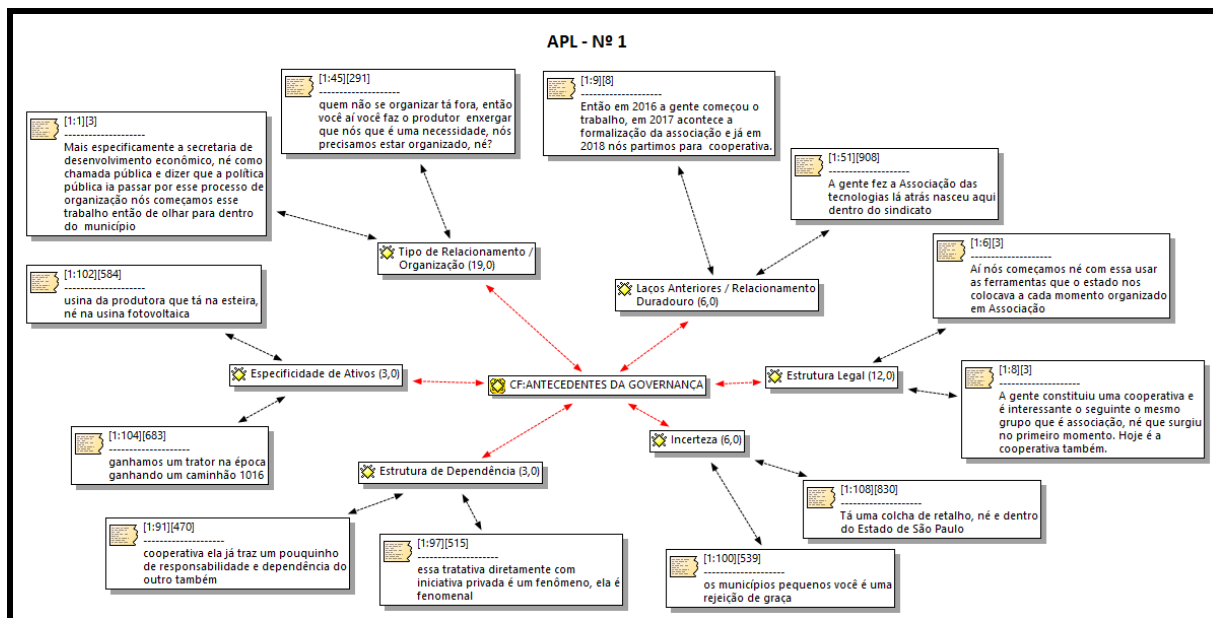 APL - Nº 1
[1:45][291]
--------------------
quem não se organizar tá fora, então
você aí você faz o produtor  enxergar
que nós que é uma necessidade, nós
precisamos estar organizado, né?
[1:9][8]
--------------------
Então em 2016 a gente começou o
trabalho, em 2017 acontece a
formalização da associação e já em
2018 nós partimos para  cooperativa.
[1:1][3]
--------------------
Mais especificamente a secretaria de
desenvolvimento econômico, né como
chamada pública e dizer que a política
pública ia passar por esse processo de
organização nós começamos esse
trabalho então de olhar para dentro
do  município
[1:51][908]
--------------------
A gente fez a Associação das
tecnologias lá atrás nasceu aqui
dentro do sindicato
Tipo de Relacionamento /
Organização (19,0)
[1:6][3]
--------------------
Aí nós começamos né com essa usar
as ferramentas que o estado nos
colocava a cada momento organizado
em Associação
[1:102][584]
--------------------
usina da produtora que tá na esteira,
né na usina fotovoltaica
Laços Anteriores / Relacionamento
Duradouro (6,0)
Especificidade de Ativos (3,0)
CF:ANTECEDENTES DA GOVERNANÇA
Estrutura Legal (12,0)
[1:8][3]
--------------------
A gente constituiu uma cooperativa e
é interessante o seguinte o mesmo
grupo que é associação, né que surgiu
no primeiro momento. Hoje é a
cooperativa também.
[1:104][683]
--------------------
ganhamos um trator na época
ganhando um caminhão 1016
Incerteza (6,0)
Estrutura de Dependência (3,0)
[1:108][830]
--------------------
Tá uma colcha de retalho, né e dentro
do Estado de São Paulo
[1:91][470]
--------------------
cooperativa ela já traz um pouquinho
de responsabilidade e dependência do
outro também
[1:97][515]
--------------------
essa tratativa diretamente com
iniciativa privada é um fenômeno, ela é
fenomenal
[1:100][539]
--------------------
os municípios pequenos você é uma
rejeição de graça